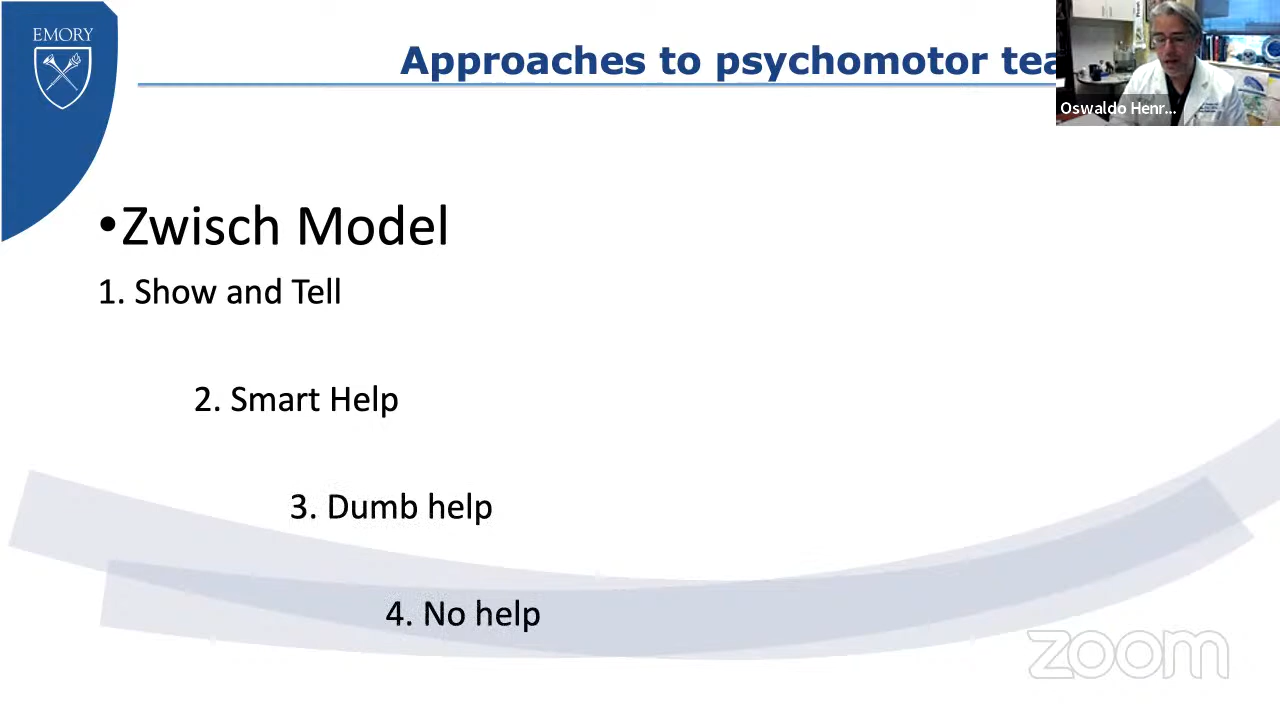 EMORY
Approaches to psychomotor tea
Oswaldo Henr...
•Zwisch Model
1. Show and Tell
2. Smart Help
3. Dumb help
4. No help
zoom